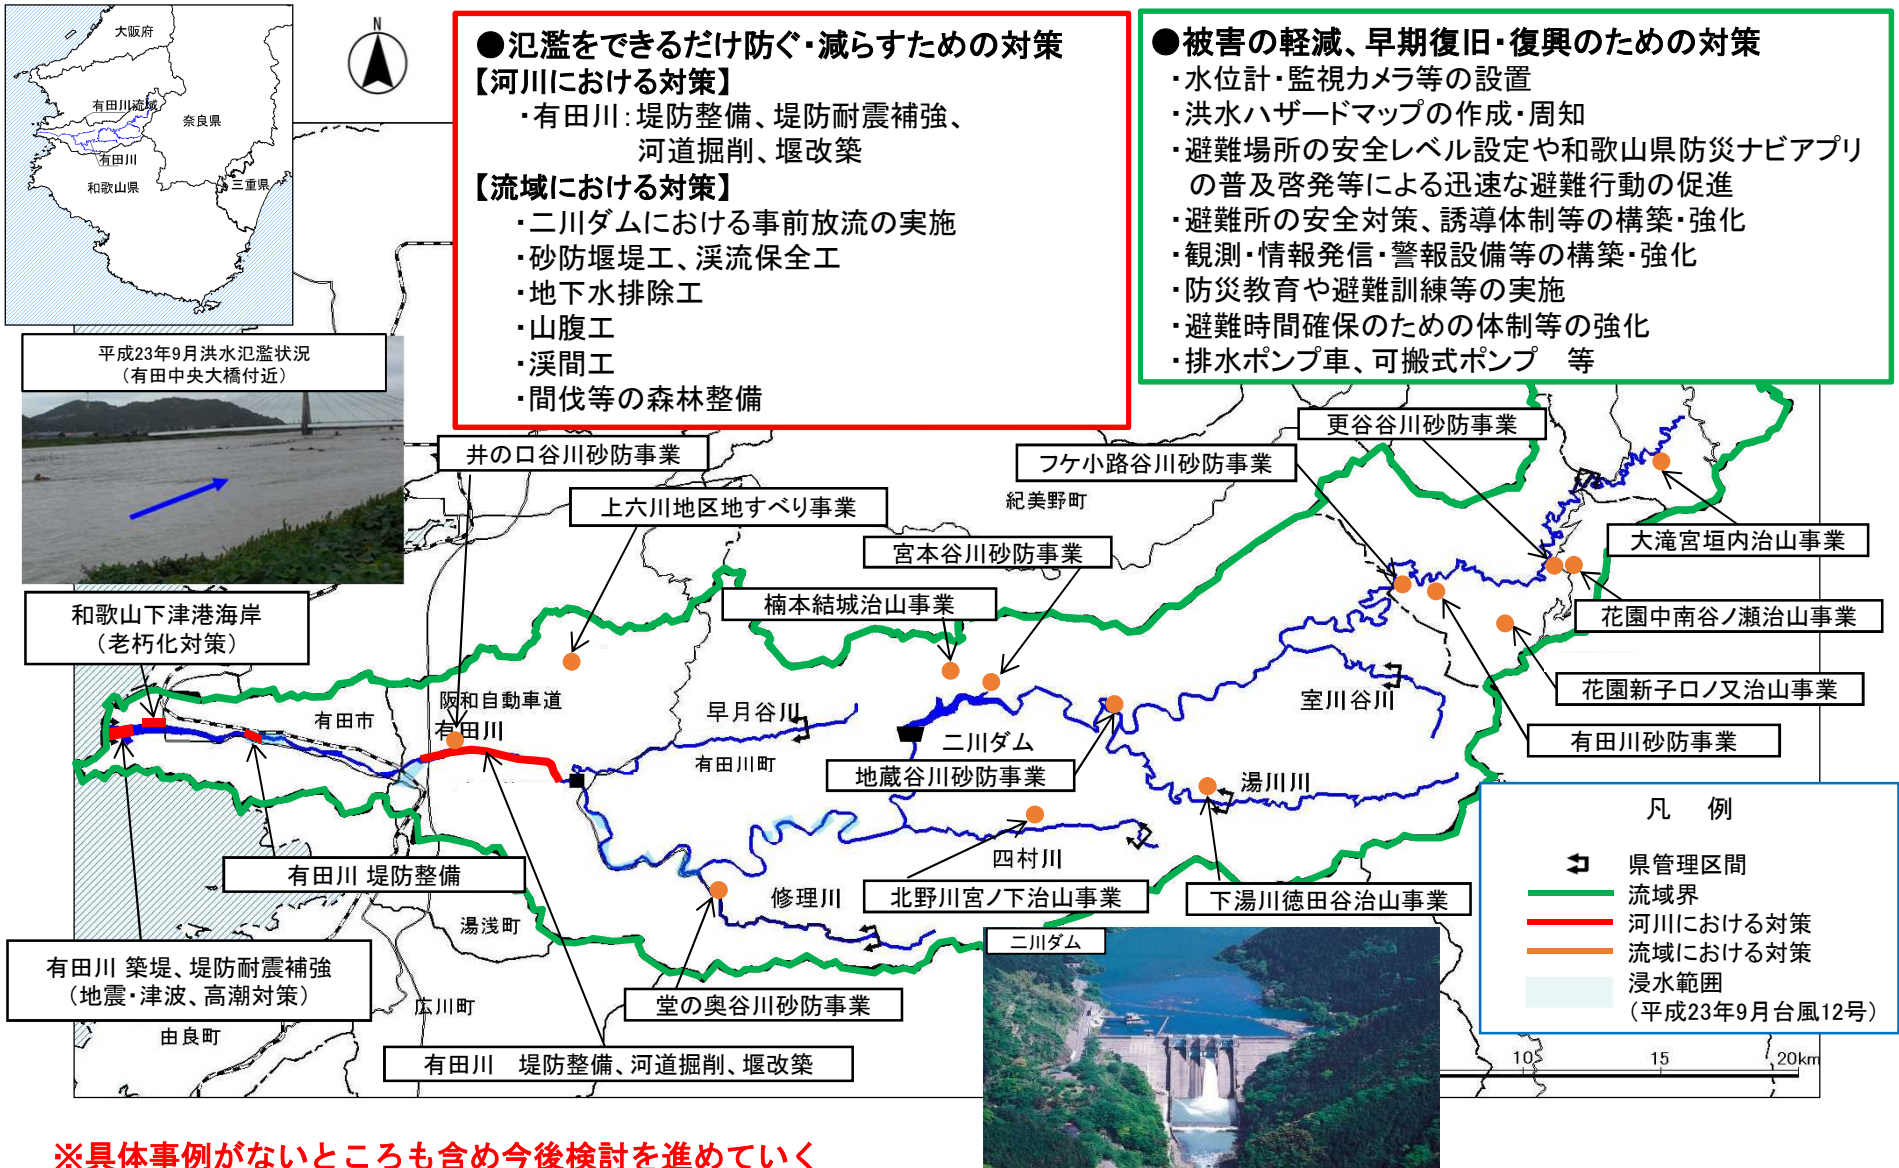 大阪府
有田川流域
奈良県
有田川
和歌山県
三重県
N
●氾濫をできるだけ防ぐ・減らすための対策
【河川における対策】
・有田川：堤防整備、堤防耐震補強、
河道掘削、堰改築
【流域における対策】
・二川ダムにおける事前放流の実施
・砂防堰堤工、渓流保全工
・地下水排除工
・山腹工
・渓間工
・間伐等の森林整備
●被害の軽減、早期復旧・復興のための対策
・水位計・監視カメラ等の設置
・洪水ハザードマップの作成・周知
・避難場所の安全レベル設定や和歌山県防災ナビアプリ
の普及啓発等による迅速な避難行動の促進
・避難所の安全対策、誘導体制等の構築・強化
・観測・情報発信・警報設備等の構築・強化
・防災教育や避難訓練等の実施
・避難時間確保のための体制等の強化
・排水ポンプ車、可搬式ポンプ　等
平成23年9月洪水氾濫状況
（有田中央大橋付近）
井の口谷川砂防事業
上六川地区地すべり事業
宮本谷川砂防事業
楠本結城治山事業
紀美野町
フケ小路谷川砂防事業
更谷谷川砂防事業
大滝宮垣内治山事業
花園中南谷ノ瀬治山事業
花園新子ロノ又治山事業
有田川砂防事業
和歌山下津港海岸
（老朽化対策）
有田市
阪和自動車道
有田川
早月谷川
有田川町
二川ダム
地蔵谷川砂防事業
室川谷川
湯川川
四村川
北野川宮ノ下治山事業
下湯川徳田谷治山事業
修理川
有田川 堤防整備
湯浅町
有田川 築堤、堤防耐震補強
（地震・津波、高潮対策）
広川町
由良町
堂の奥谷川砂防事業
有田川　堤防整備、河道掘削、堰改築
二川ダム
凡　例
県管理区間
流域界
河川における対策
流域における対策
浸水範囲
（平成23年9月台風12号）
10
15
20km
※具体事例がないところも含め今後検討を進めていく